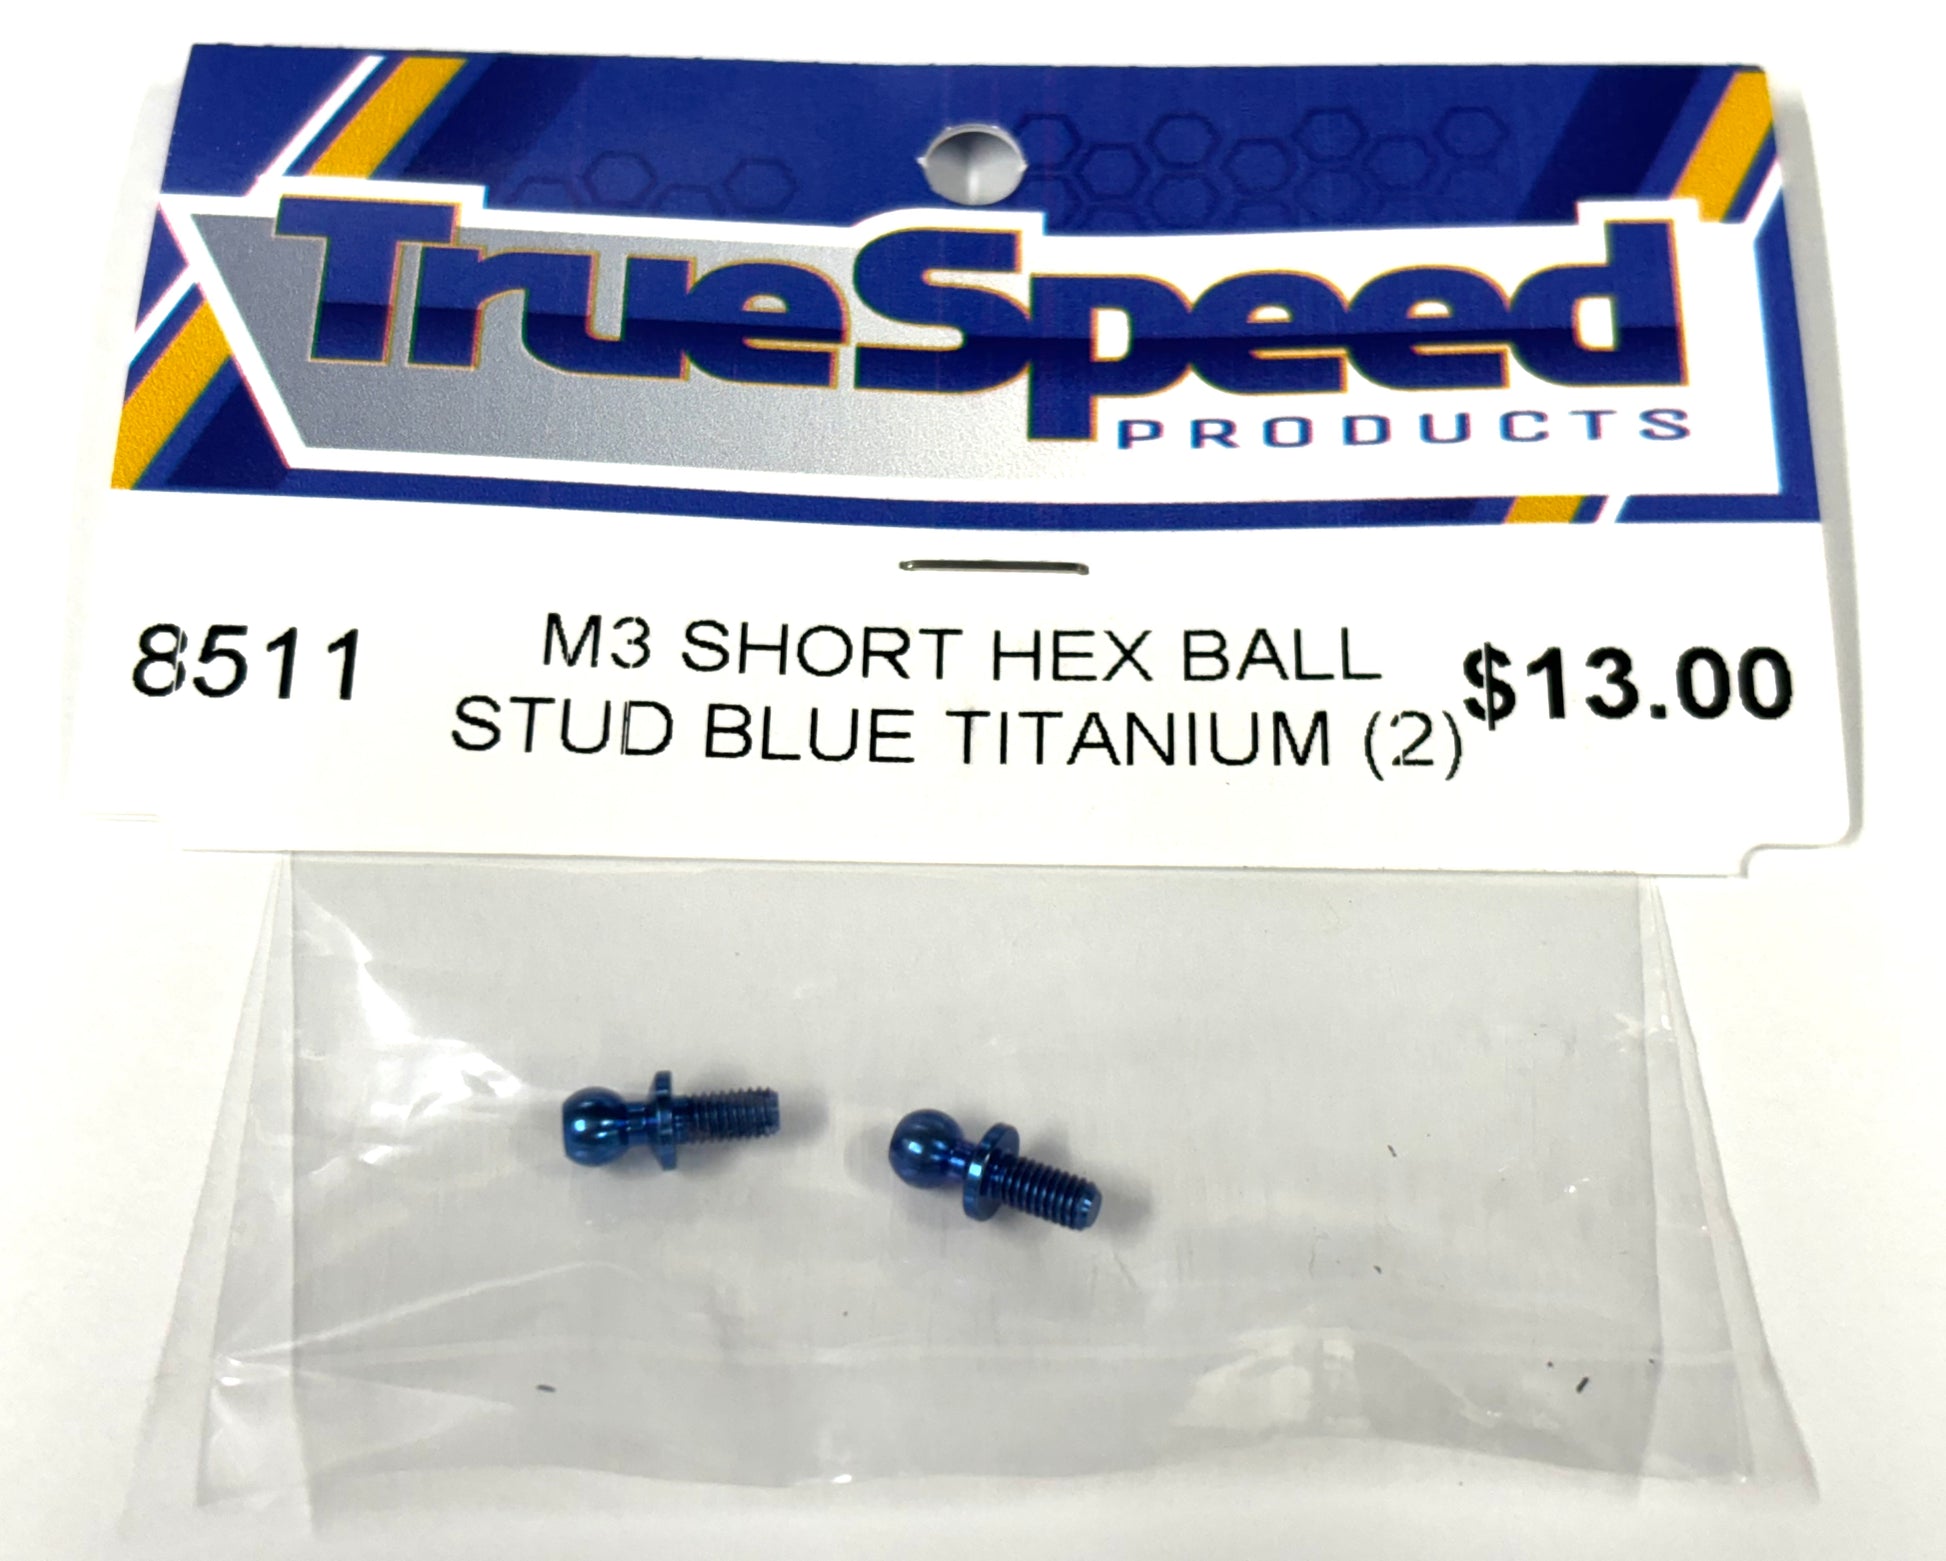 TrueSpeed
PRODUCTS
8511
M3 SHORT HEX BALL
STUD BLUE TITANIUM (2)
$13.00